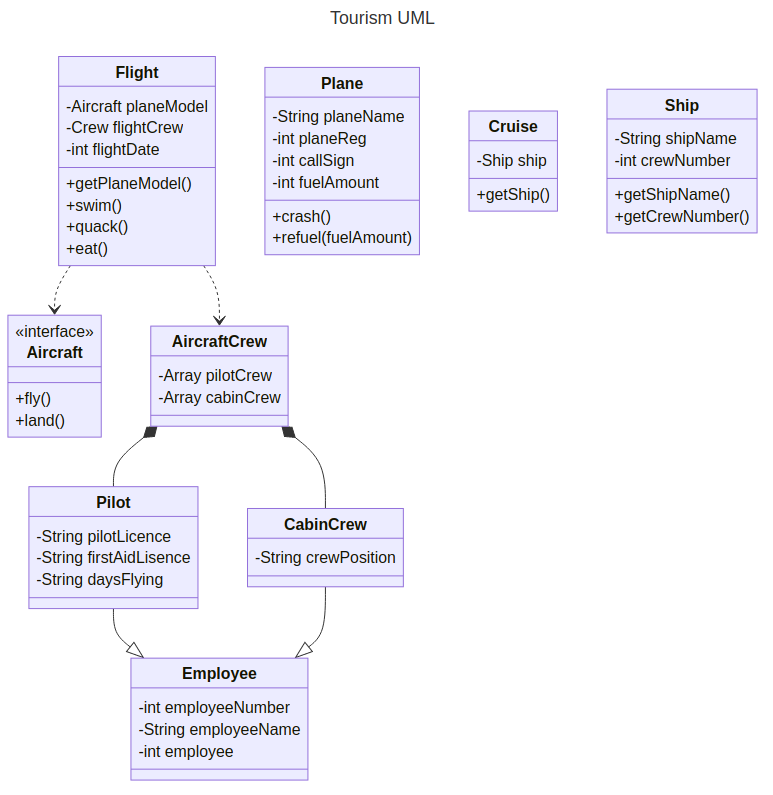 Tourism UML
Flight
-Aircraft planeModel
-Crew flightCrew
-int flightDate
+getPlaneModel()
+swim()
+quack()
+eat()
Plane
-String planeName
-int planeReg
-int callSign
-int fuelAmount
+crash()
+refuel(fuelAmount)
Cruise
-Ship ship
+getShip()
Ship
-String shipName
-int crewNumber
+getShipName()
+getCrewNumber()
«interface»
Aircraft
+fly()
+land()
AircraftCrew
-Array pilotCrew
-Array cabinCrew
Pilot
-String pilotLicence
-String firstAidLisence
-String daysFlying
CabinCrew
-String crewPosition
Employee
-int employeeNumber
-String employeeName
-int employee